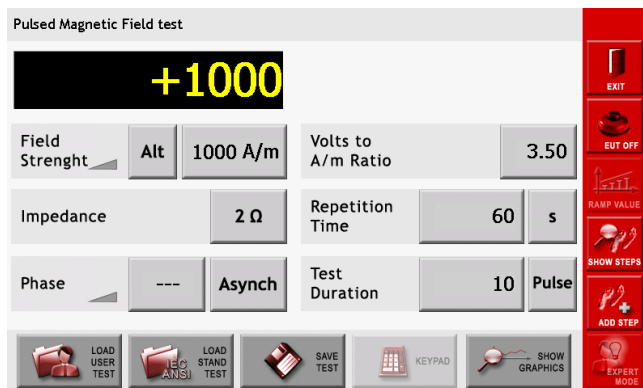 Pulsed Magnetic Field test
+1000
EXIT
EUT OFF
Field
Strenght
Alt
1000 A/m
Volts to
A/m Ratio
3.50
RAMP VALUE
Impedance
2 Ω
Repetition
Time
60
s
SHOW STEPS
Phase
---
Asynch
Test
Duration
10
Pulse
ADD STEP
LOAD
USER
TEST
IEC
ANSI
LOAD
STAND
TEST
SAVE
TEST
KEYPAD
SHOW
GRAPHICS
EXPERT
MODE